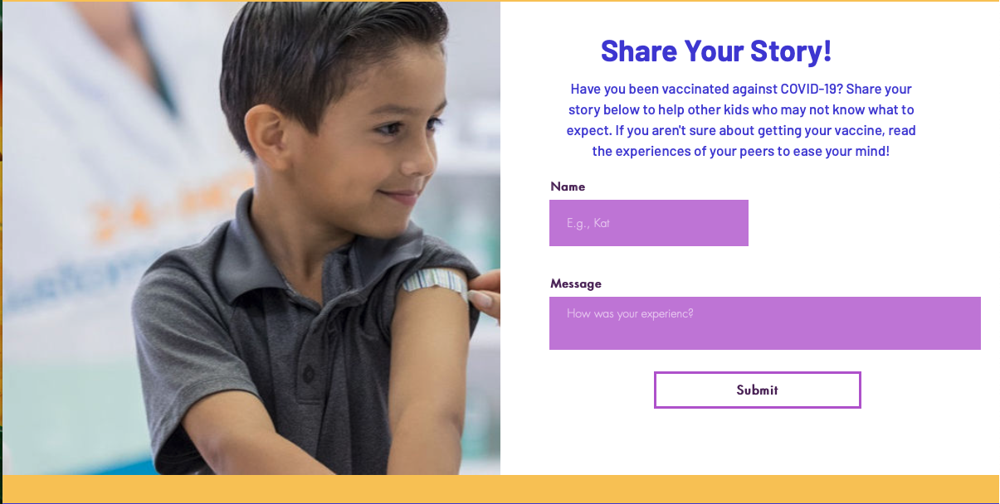 Share Your Story!
Have you been vaccinated against COVID-19? Share your
story below to help other kids who may not know what to
expect. If you aren't sure about getting your vaccine, read
the experiences of your peers to ease your mind!
Name
E.g., Kat
Message
How was your experienc?
Submit